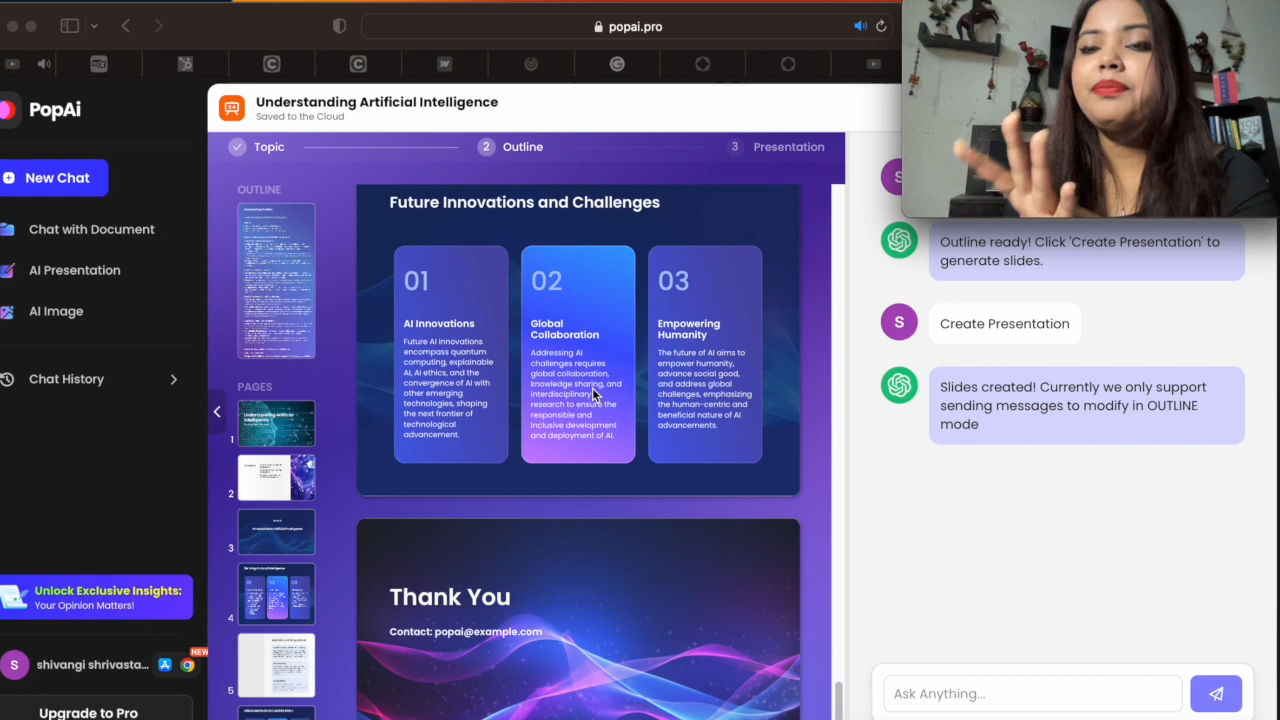 popai.pro
PopAi
New Chat
Chat with Document
AI Presentation
AI Image
Chat History
Unlock Exclusive Insights:
Your Opinion Matters!
NEW
shivangi shrivasta...
Upgrade to Pro
Understanding Artificial Intelligence
Saved to the Cloud
Topic
2 Outline
3 Presentation
OUTLINE
PAGES
1
2
3
4
5
Future Innovations and Challenges
01
AI Innovations
Future AI innovations
encompass quantum
computing, explainable
AI, AI ethics, and the
convergence of AI with
other emerging
technologies, shaping
the next frontier of
technological
advancement.
02
Global
Collaboration
Addressing AI
challenges requires
global collaboration,
knowledge sharing, and
interdisciplinary
research to ensure the
responsible and
inclusive development
and deployment of AI.
03
Empowering
Humanity
The future of AI aims to
empower humanity,
advance social good,
and address global
challenges, emphasizing
the human-centric and
beneficial nature of AI
advancements.
Thank You
Contact: popai@example.com
S
Outline ready! Click 'Create Presentation' to
generate slides.
S
Create Presentation
Slides created! Currently we only support
sending messages to modify in OUTLINE
mode
Ask Anything...